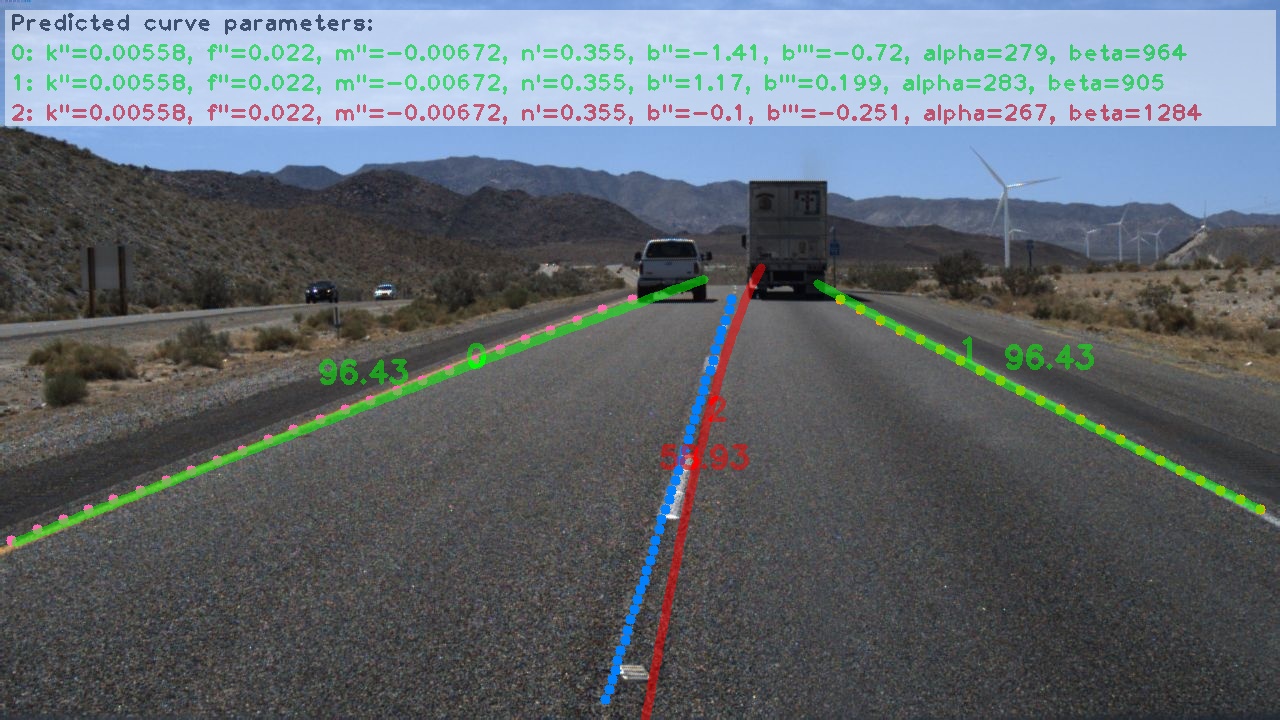 Predicted curve parameters:
0: k''=0.00558, f''=0.022, m''=−0.00672, n'=0.355, b''=−1.41, b'''=−0.72, alpha=279, beta=964
1: k''=0.00558, f''=0.022, m''=−0.00672, n'=0.355, b''=1.17, b'''=0.199, alpha=283, beta=905
2: k''=0.00558, f''=0.022, m''=−0.00672, n'=0.355, b''=−0.1, b'''=−0.251, alpha=267, beta=1284
0
1
96.43
96.43
2